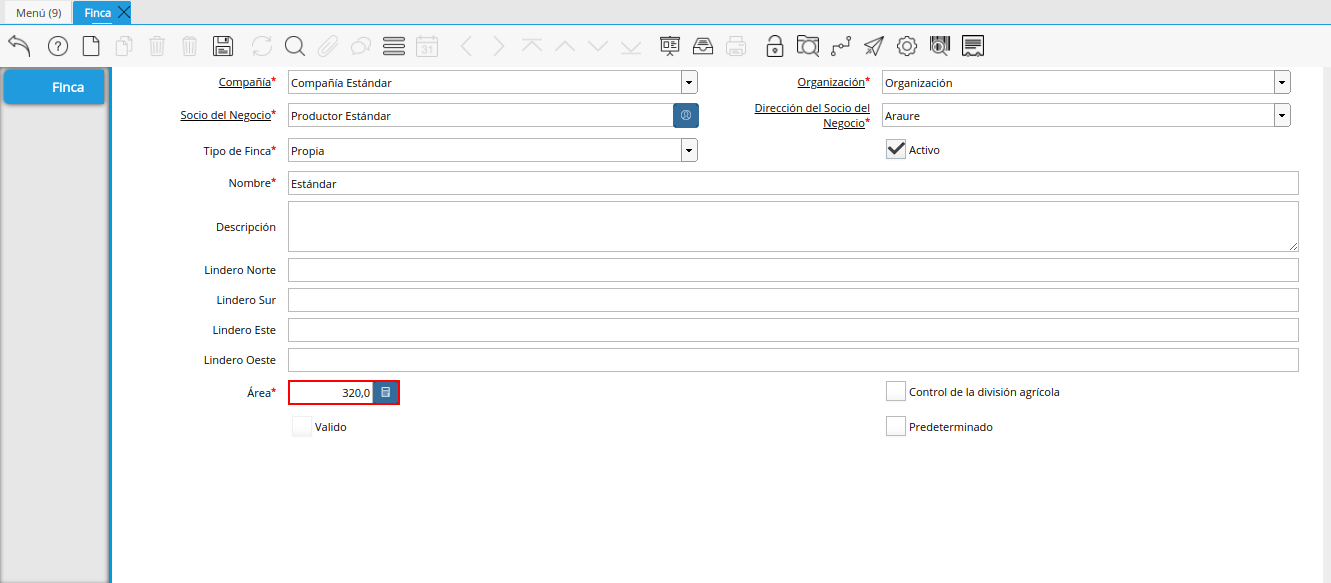 Menú (9)
Finca
31
Finca
Compañía* Compañía Estándar
Organización* Organización
Socio del Negocio* Productor Estándar
Dirección del Socio del
Negocio* Araure
Tipo de Finca* Propia
Activo
Nombre* Estándar
Descripción
Lindero Norte
Lindero Sur
Lindero Este
Lindero Oeste
Área* 320,0
Control de la división agrícola
Valido
Predeterminado